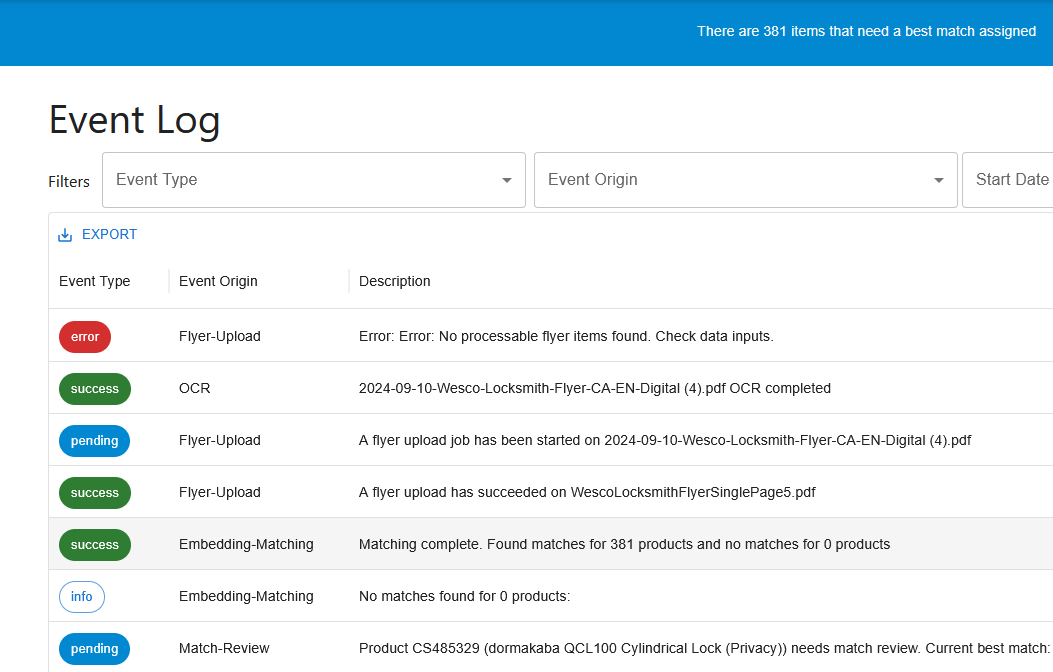 There are 381 items that need a best match assigned
Event Log
Filters Event Type Event Origin Start Date
EXPORT
Event Type Event Origin Description
error Flyer-Upload Error: Error: No processable flyer items found. Check data inputs.
success OCR 2024-09-10-Wesco-Locksmith-Flyer-CA-EN-Digital (4).pdf OCR completed
pending Flyer-Upload A flyer upload job has been started on 2024-09-10-Wesco-Locksmith-Flyer-CA-EN-Digital (4).pdf
success Flyer-Upload A flyer upload has succeeded on WescoLocksmithFlyerSinglePage5.pdf
success Embedding-Matching Matching complete. Found matches for 381 products and no matches for 0 products
info Embedding-Matching No matches found for 0 products:
pending Match-Review Product CS485329 (dormakaba QCL100 Cylindrical Lock (Privacy)) needs match review. Current best match: